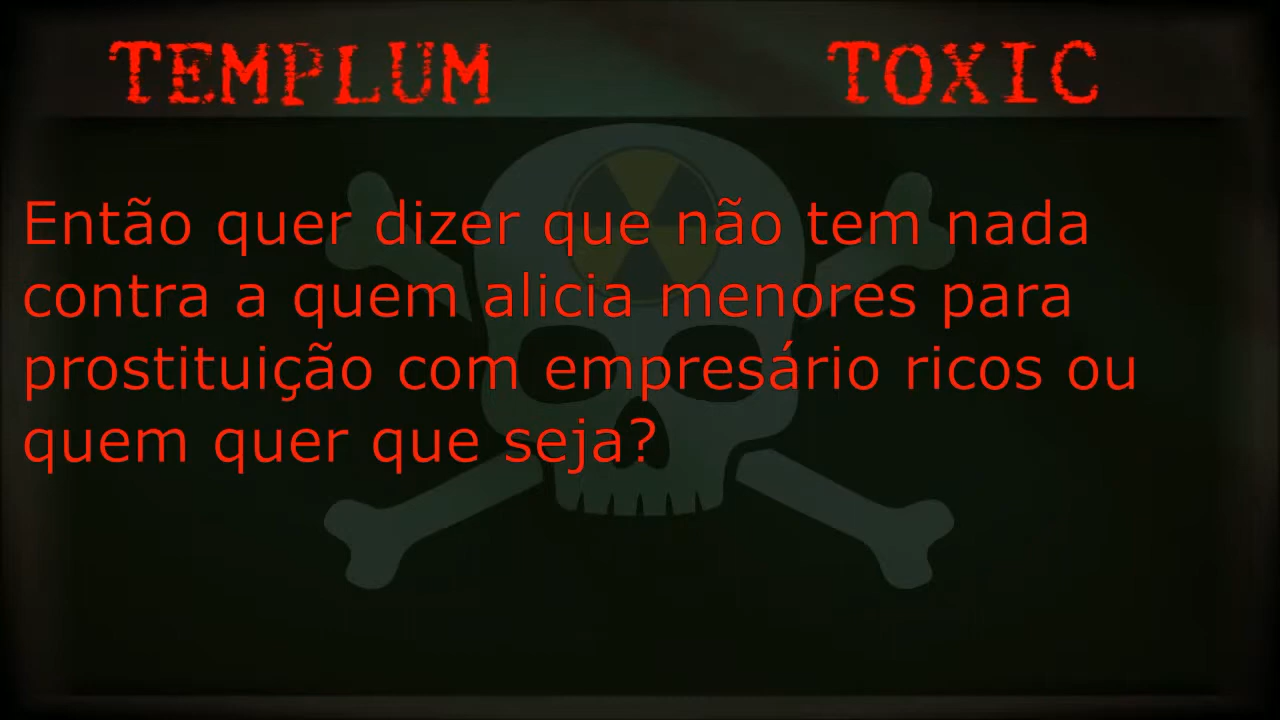 TEMPLUM TOXIC
Então quer dizer que não tem nada
contra a quem alicia menores para
prostituição com empresário ricos ou
quem quer que seja?